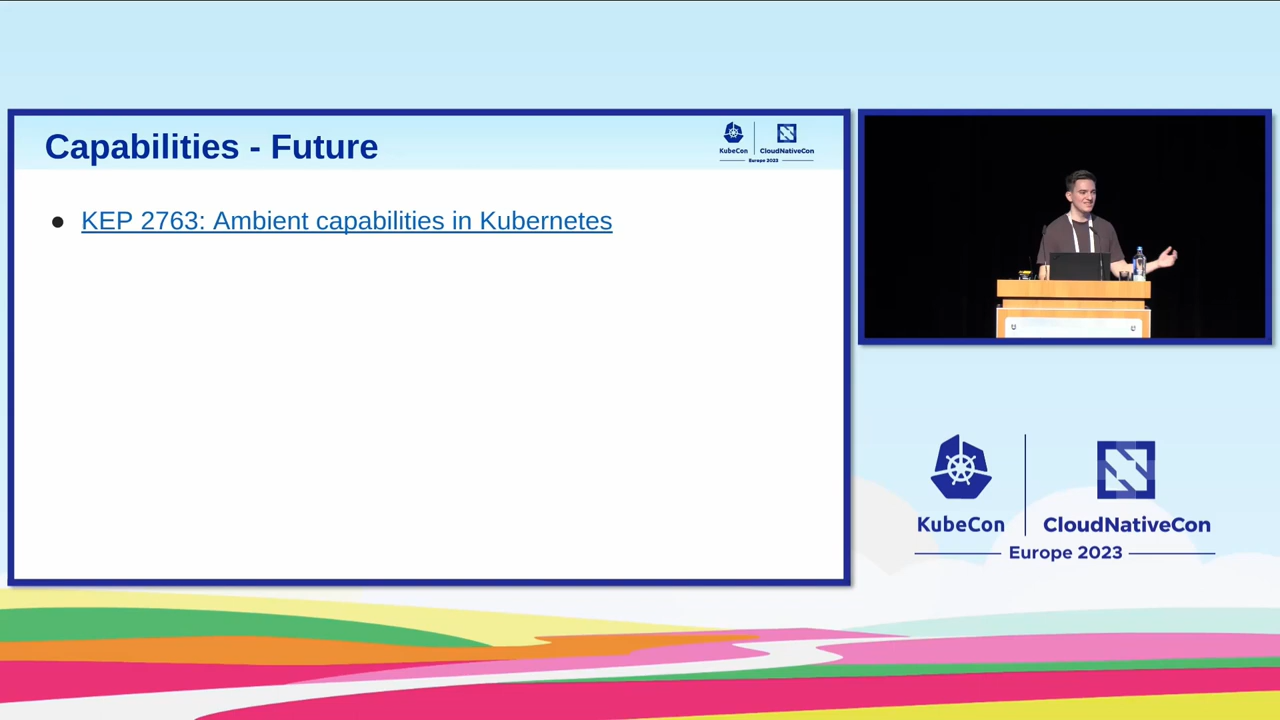 Capabilities - Future
KubeCon
CloudNativeCon
Europe 2023
● KEP 2763: Ambient capabilities in Kubernetes
KubeCon
CloudNativeCon
Europe 2023